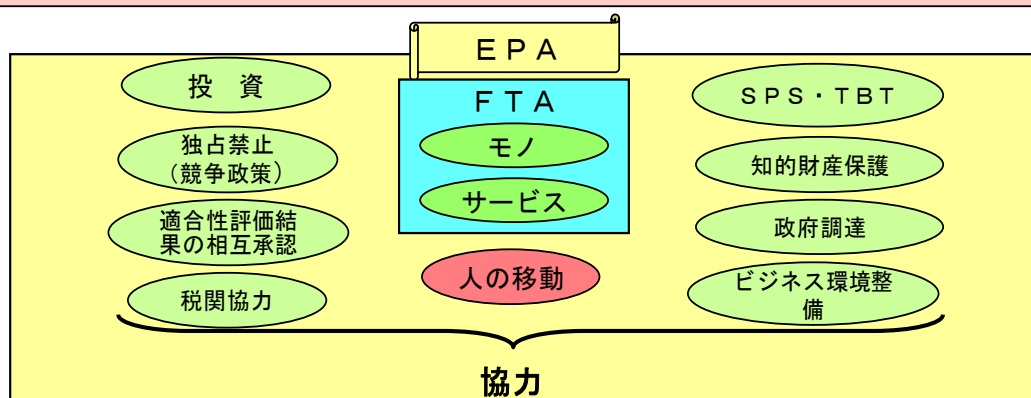 ＥＰＡ
投　資
独占禁止
（競争政策）
適合性評価結
果の相互承認
税関協力
ＦＴＡ
モノ
サービス
人の移動
ＳＰＳ・ＴＢＴ
知的財産保護
政府調達
ビジネス環境整
備
協力